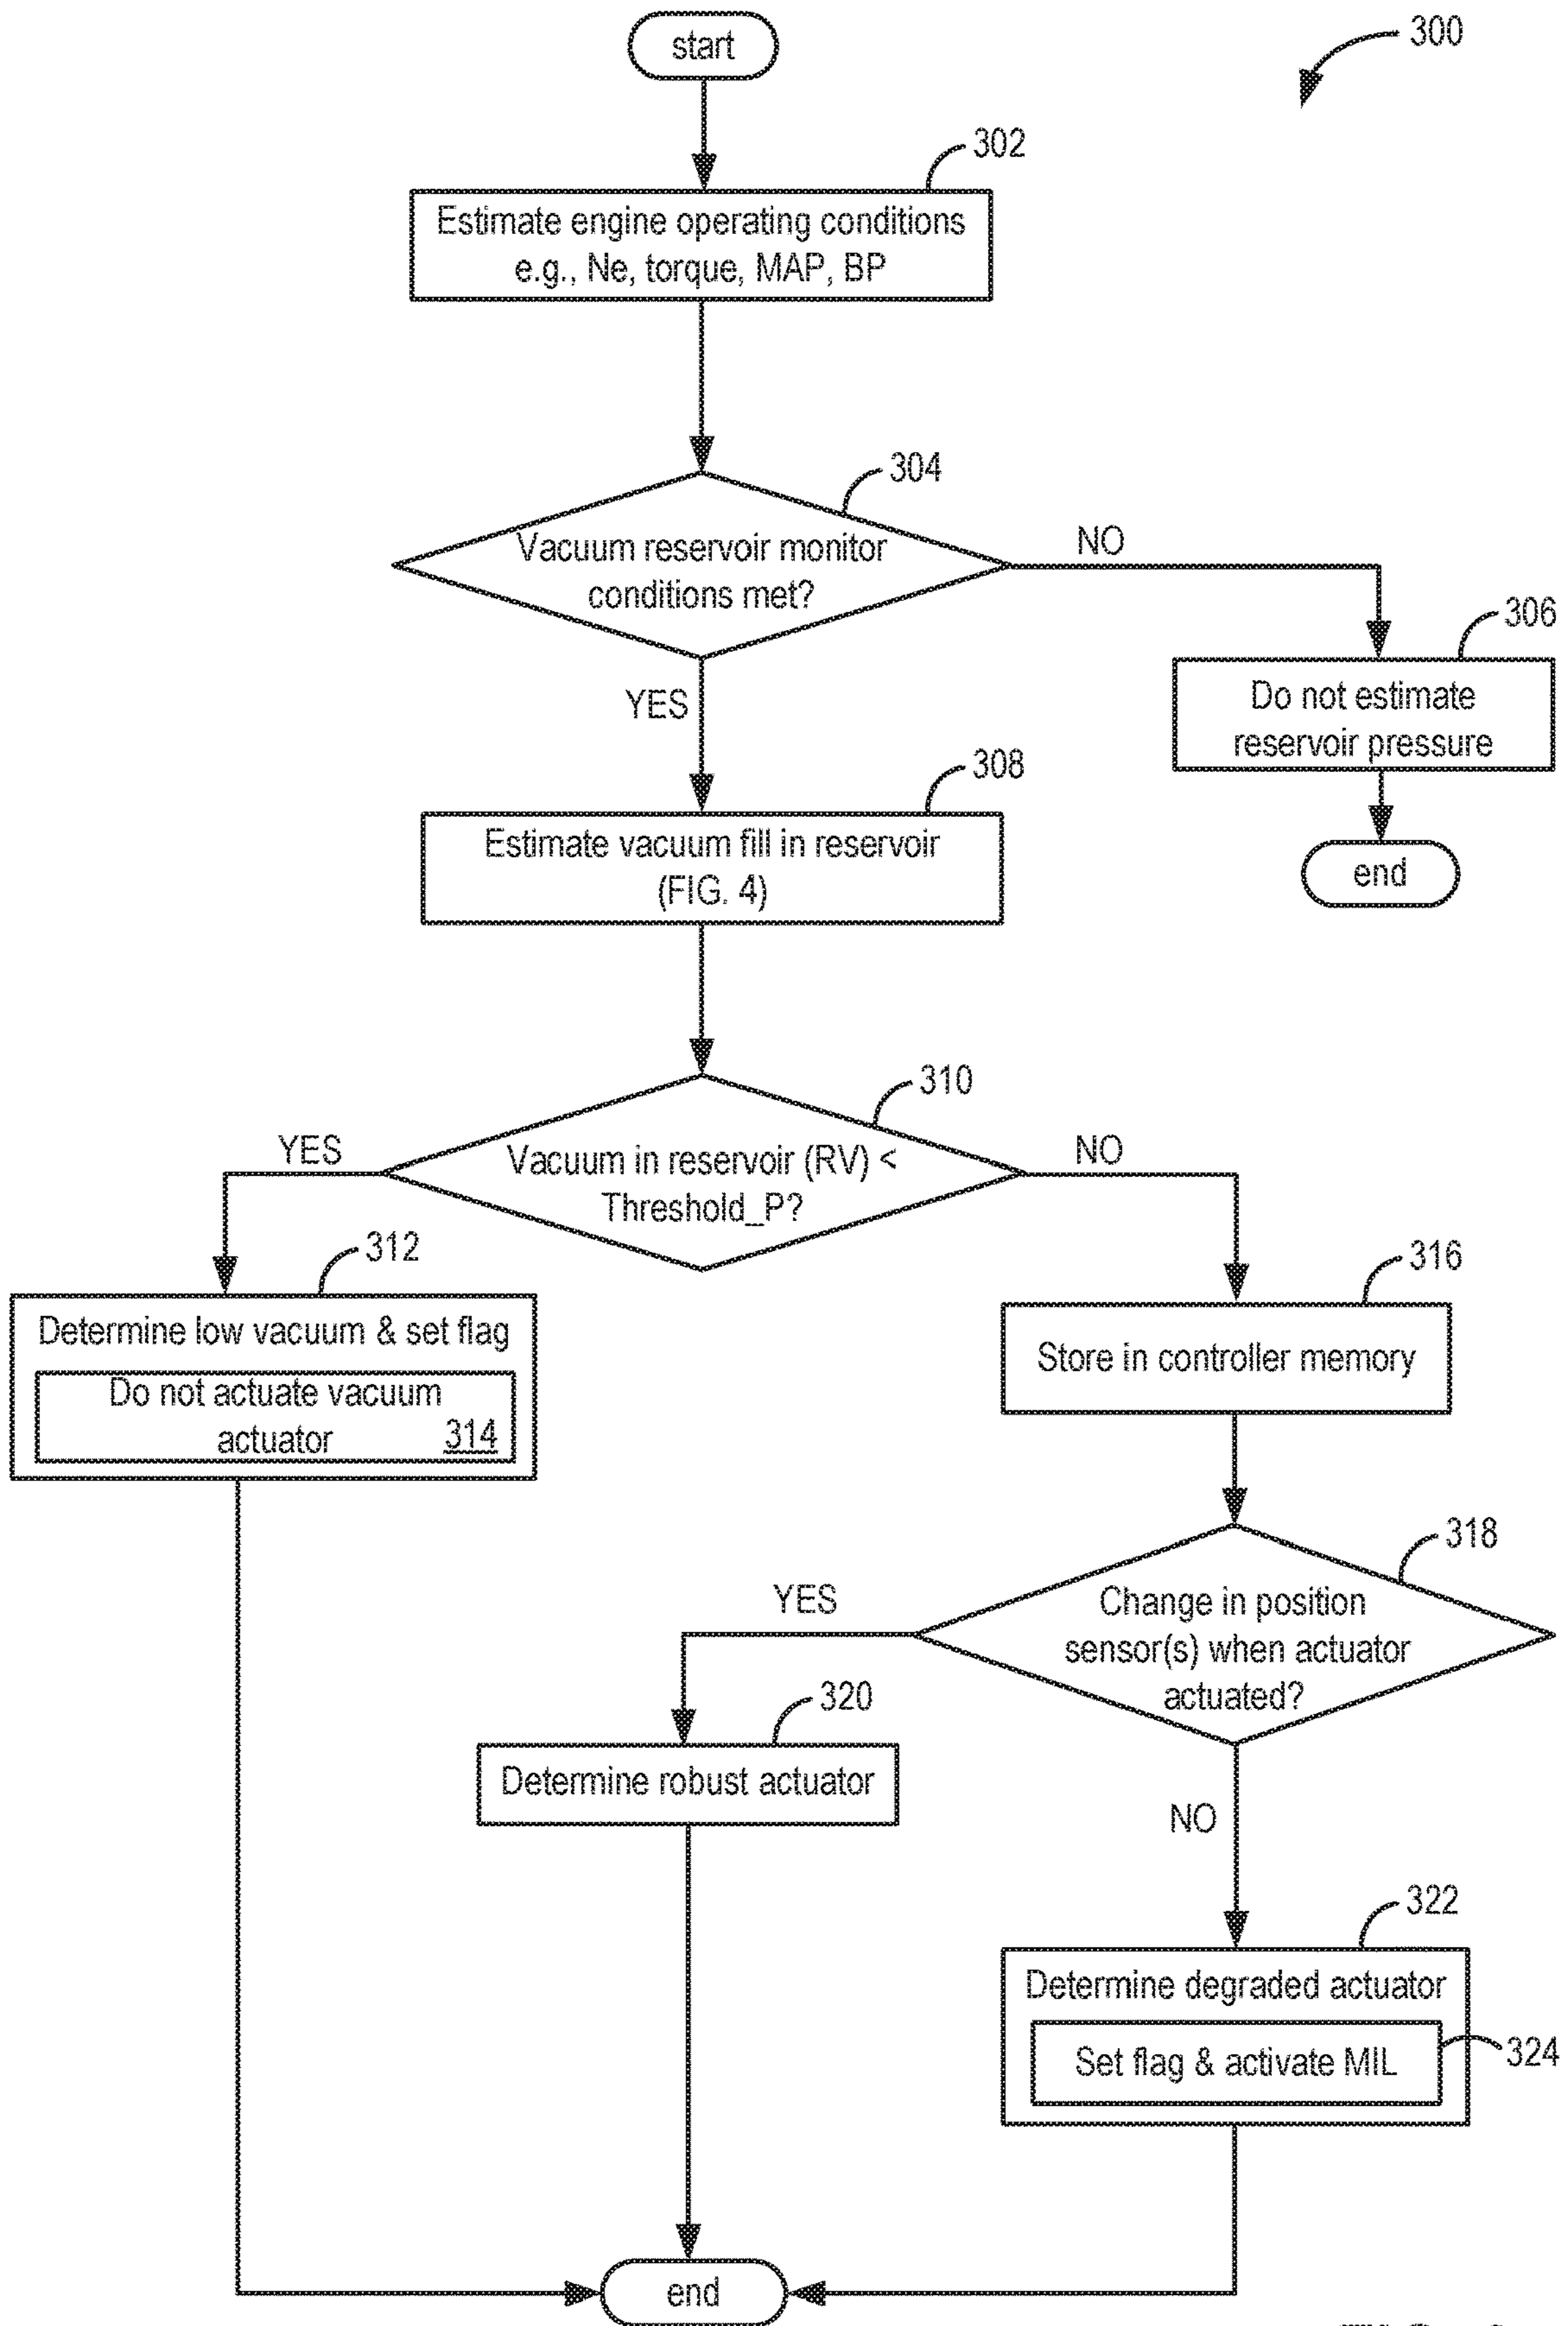 start
300
302
Estimate engine operating conditions
e.g., Ne, torque, MAP, BP
304
Vacuum reservoir monitor
conditions met?
NO
YES
306
Do not estimate
reservoir pressure
end
308
Estimate vacuum fill in reservoir
(FIG. 4)
310
Vacuum in reservoir (RV) <
Threshold_P?
YES
NO
312
Determine low vacuum & set flag
Do not actuate vacuum
actuator 314
316
Store in controller memory
318
Change in position
sensor(s) when actuator
actuated?
YES
320
Determine robust actuator
NO
322
Determine degraded actuator
Set flag & activate MIL
324
end